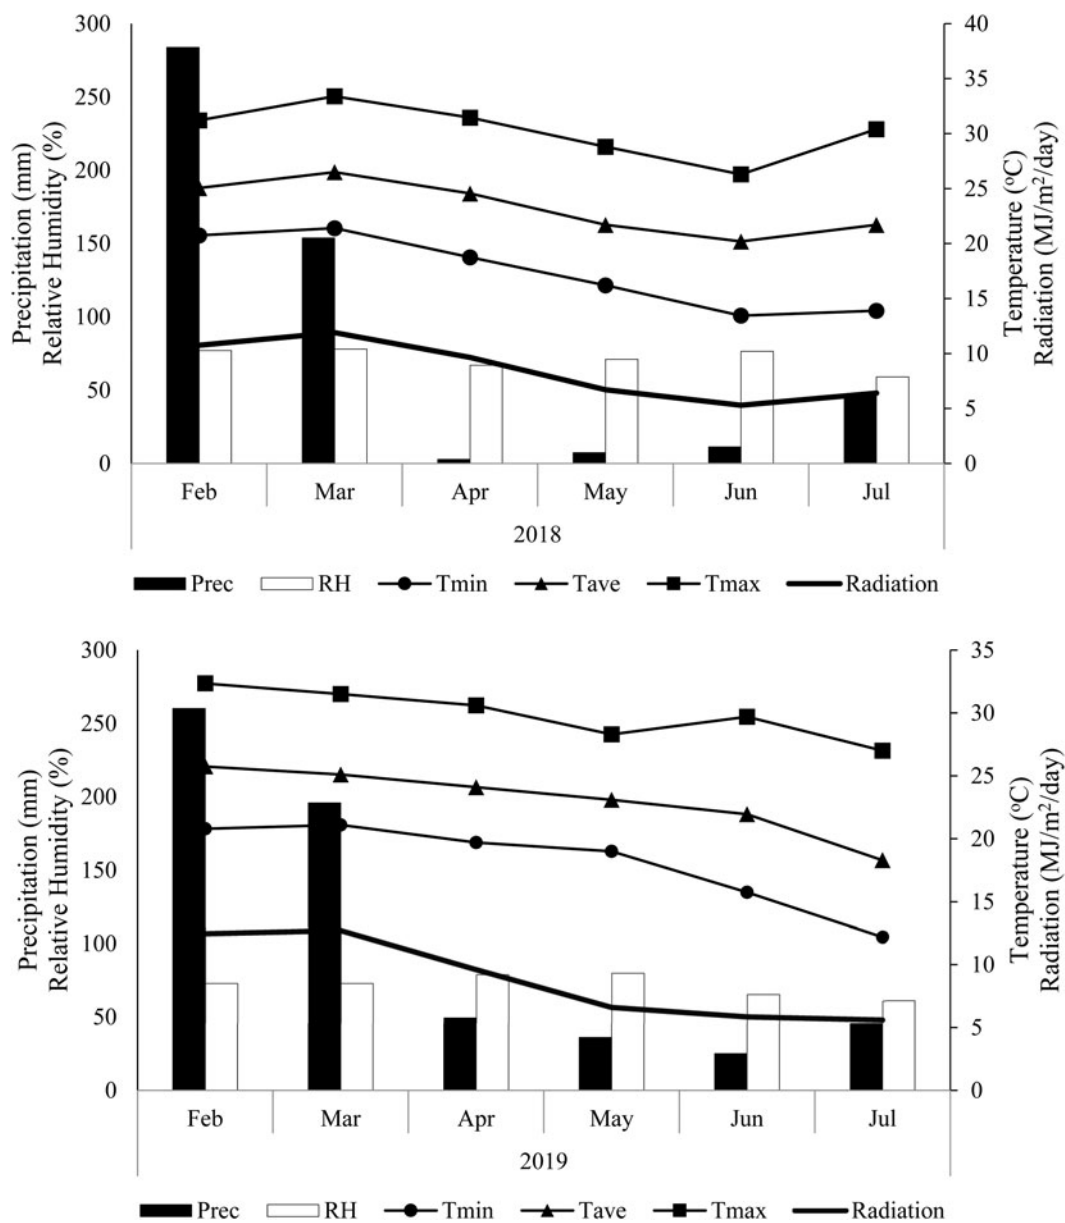 Precipitation (mm)
Relative Humidity (%)
300
250
200
150
100
50
0
40
35
30
25
20
15
10
5
0
Temperature (ºC)
Radiation (MJ/m²/day)
Feb Mar Apr May Jun Jul
2018
Prec RH Tmin Tave Tmax Radiation
Precipitation (mm)
Relative Humidity (%)
300
250
200
150
100
50
0
35
30
25
20
15
10
5
0
Temperature (ºC)
Radiation (MJ/m²/day)
Feb Mar Apr May Jun Jul
2019
Prec RH Tmin Tave Tmax Radiation